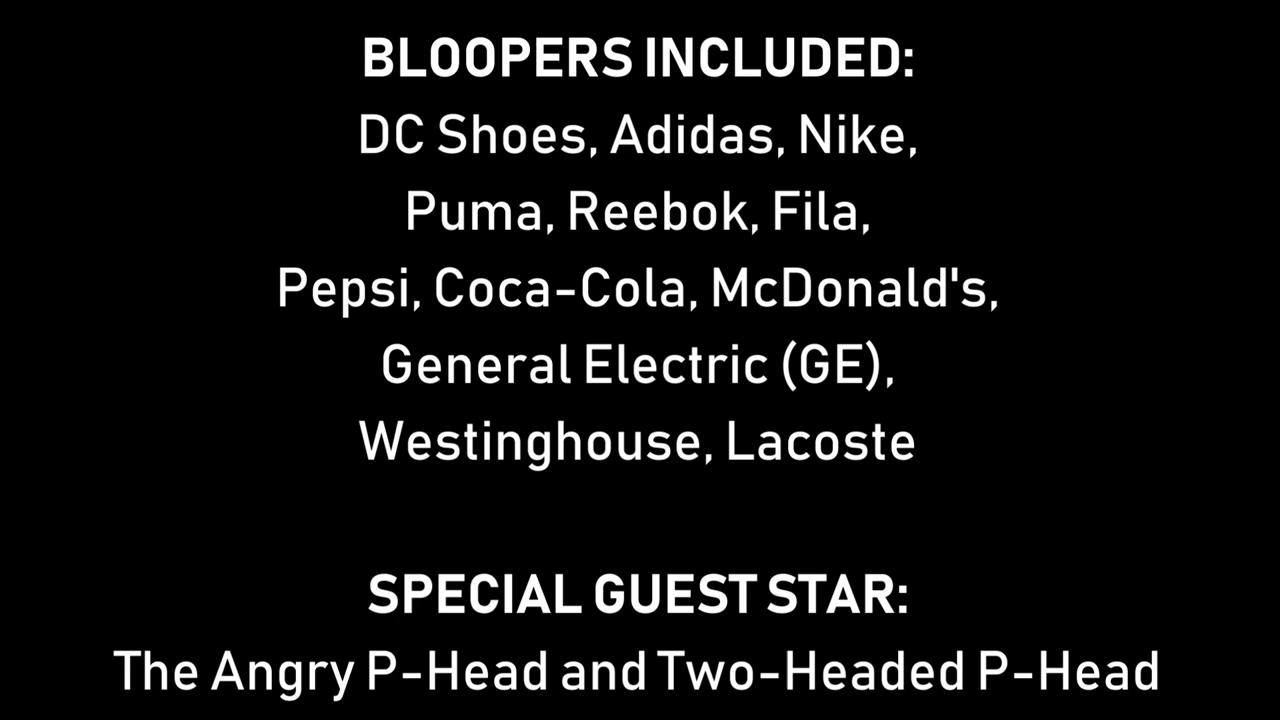 BLOOPERS INCLUDED:
DC Shoes, Adidas, Nike,
Puma, Reebok, Fila,
Pepsi, Coca-Cola, McDonald's,
General Electric (GE),
Westinghouse, Lacoste
SPECIAL GUEST STAR:
The Angry P-Head and Two-Headed P-Head